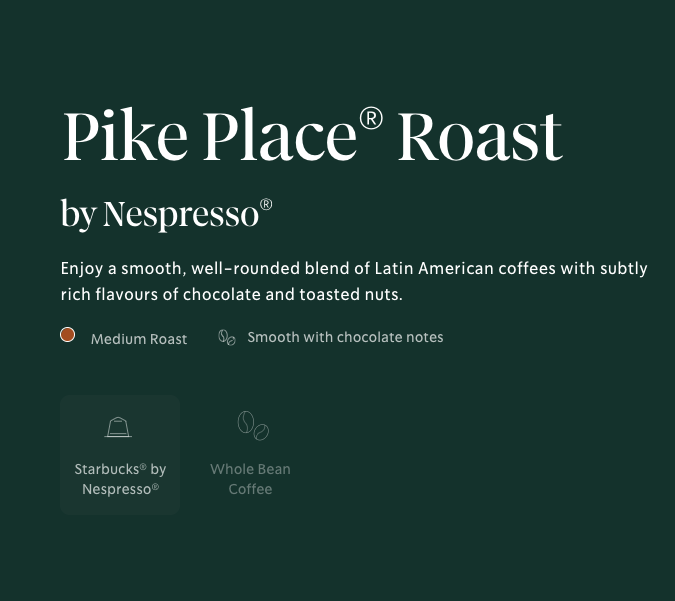 Pike Place® Roast
by Nespresso®
Enjoy a smooth, well-rounded blend of Latin American coffees with subtly
rich flavours of chocolate and toasted nuts.
Medium Roast
Smooth with chocolate notes
Starbucks® by
Nespresso®
Whole Bean
Coffee